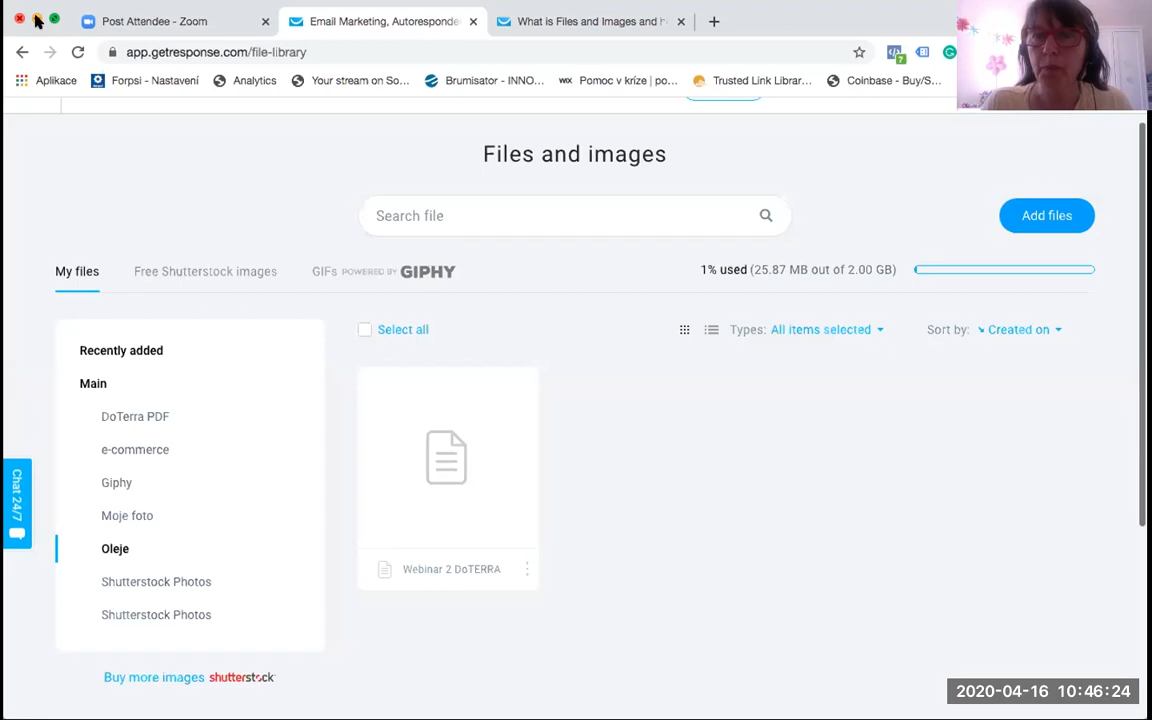 Post Attendee - Zoom
Email Marketing, Autoresponde
What is Files and Images and h
app.getresponse.com/file-library
7
Aplikace
Forpsi - Nastavení
Analytics
Your stream on So...
Brumisator - INNO...
WIX Pomoc v kríze | po...
Trusted Link Librar...
Coinbase - Buy/S...
Files and images
Search file
Add files
My files
Free Shutterstock images
GIFs POWERED BY GIPHY
1% used (25.87 MB out of 2.00 GB)
Recently added
Main
DoTerra PDF
e-commerce
Giphy
Moje foto
Oleje
Shutterstock Photos
Shutterstock Photos
Buy more images shutterstock
Select all
Types: All items selected
Sort by: Created on
Webinar 2 DoTERRA
Chat 24/7
2020-04-16 10:46:24